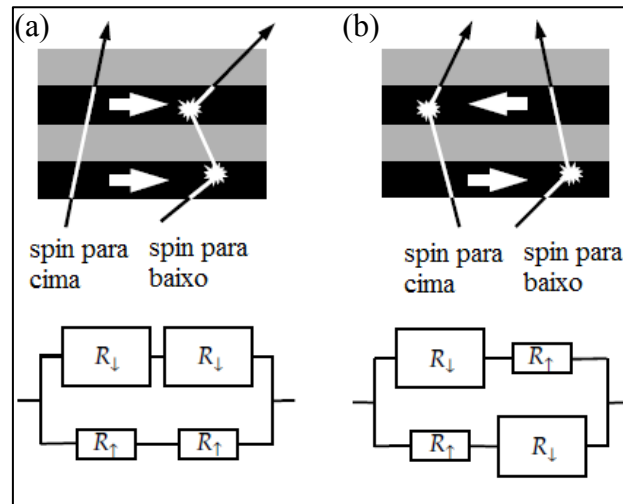 (a)
(b)
spin para
cima
spin para
baixo
spin para
cima
spin para
baixo
R↓ R↓
R↑ R↑
R↓ R↑
R↑ R↓